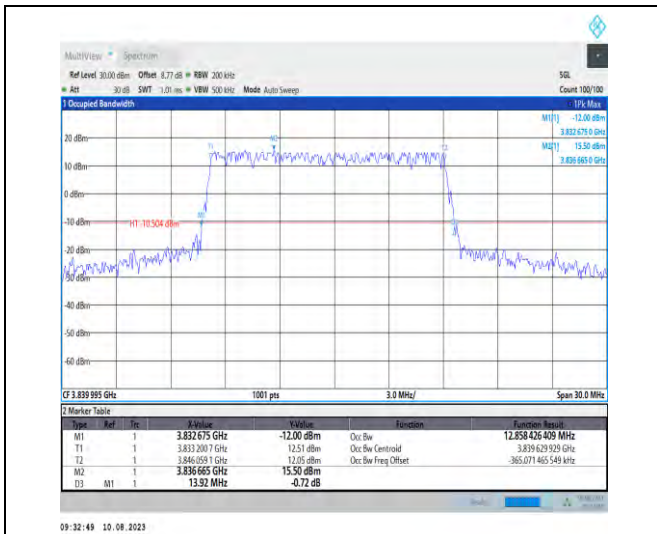 MultiView Spectrum
Ref Level 30.00 dBm Offset 8.77 dB RBW 200 kHz SGL
Att 30 dB SWT 1.01 ms VBW 500 kHz Mode Auto Sweep Count 100/100
1 Occupied Bandwidth 1Pk Max
M1[1] -12.00 dBm
3.832 675 0 GHz
M2[1] 15.50 dBm
3.836 665 0 GHz
20 dBm
T1
M2
T2
10 dBm
0 dBm
-10 dBm
H1 -10.504 dBm
-20 dBm
-30 dBm
-40 dBm
-50 dBm
-60 dBm
CF 3.839 995 GHz 1001 pts 3.0 MHz/ Span 30.0 MHz
2 Marker Table
Type Ref Trc X-Value Y-Value Function Function Result
M1 1 3.832 675 GHz -12.00 dBm Occ Bw 12.858 426 409 MHz
T1 1 3.833 200 7 GHz 12.51 dBm Occ Bw Centroid 3.839 629 929 GHz
T2 1 3.846 059 1 GHz 12.05 dBm Occ Bw Freq Offset -365.071 465 549 kHz
M2 1 3.836 665 GHz 15.50 dBm
D3 M1 1 13.92 MHz -0.72 dB
09:32:49 10.08.2023